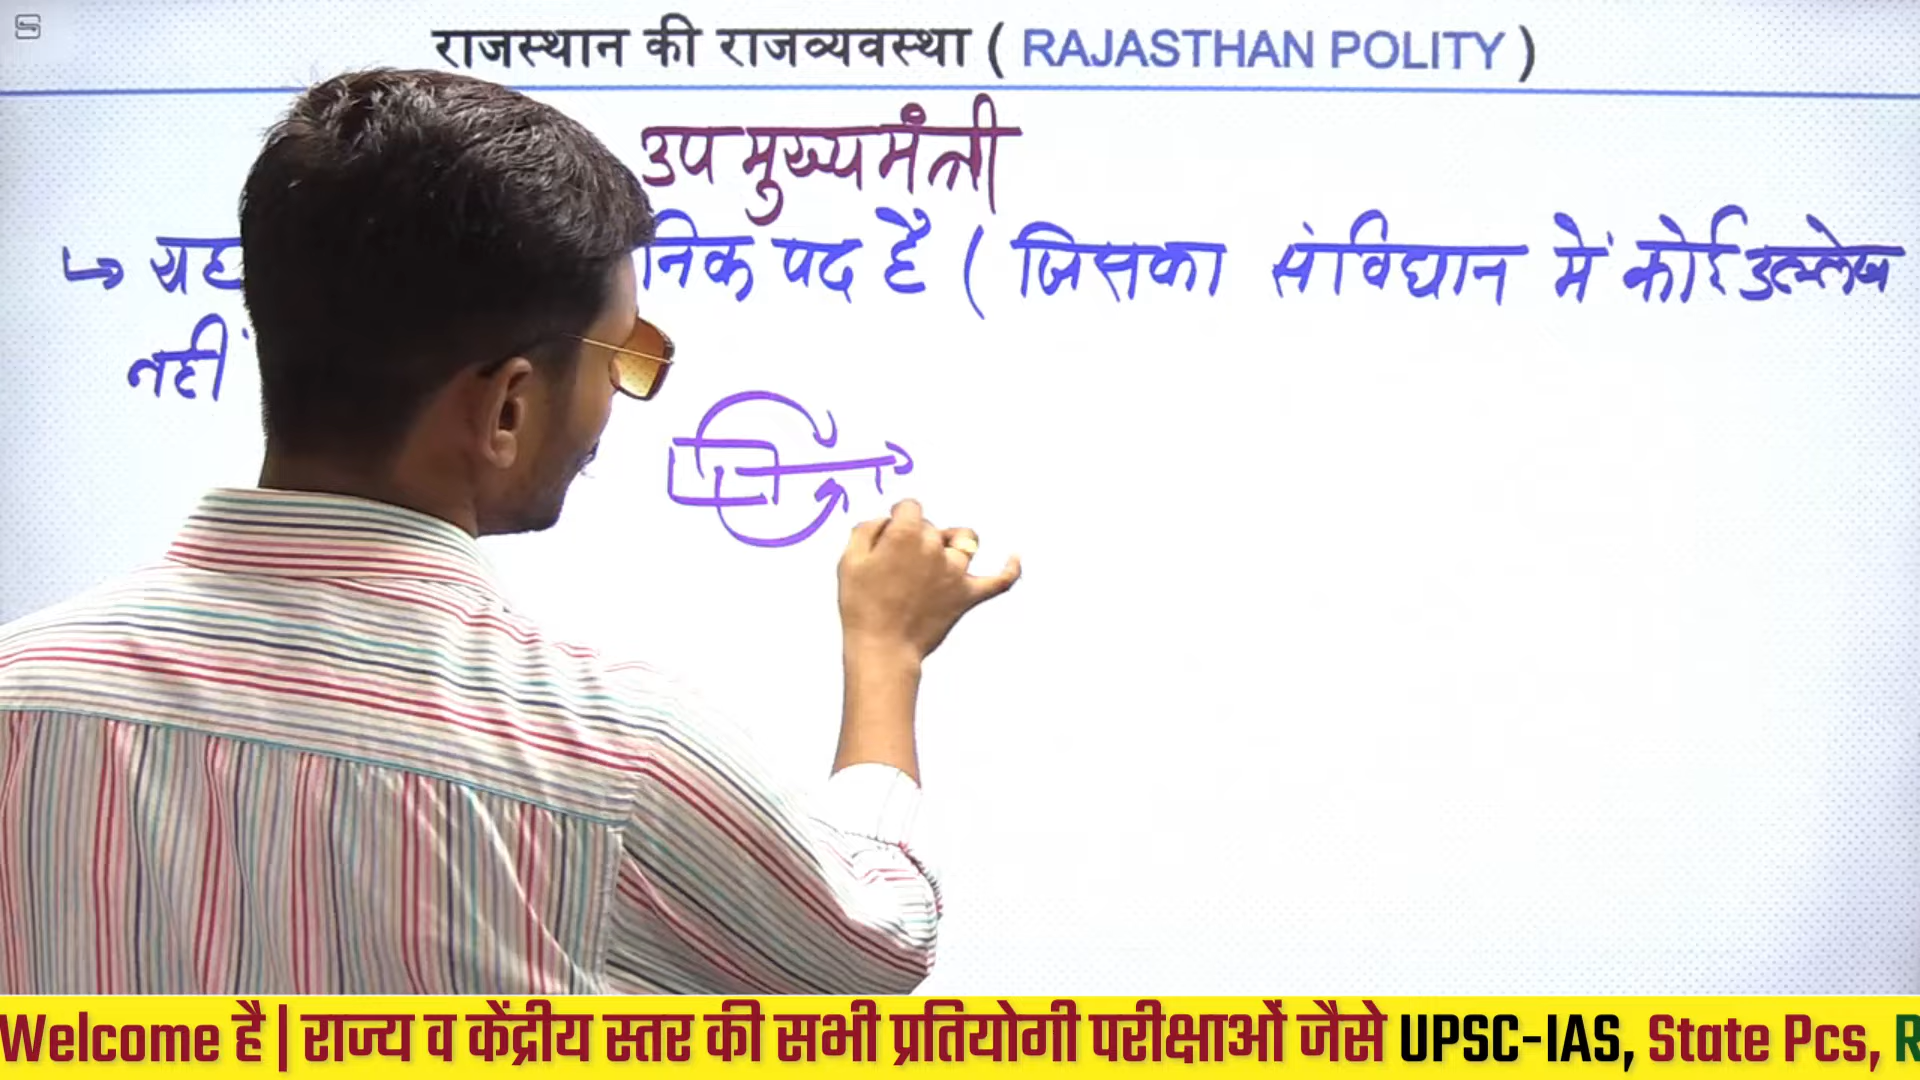 राजस्थान की राजव्यवस्था ( RAJASTHAN POLITY )
उप मुख्यमंत्री
↳ यह निक पद है ( जिसका संविधान में कोई उल्लेख
नहीं
Welcome है | राज्य व केंद्रीय स्तर की सभी प्रतियोगी परीक्षाओं जैसे UPSC-IAS, State Pcs, R